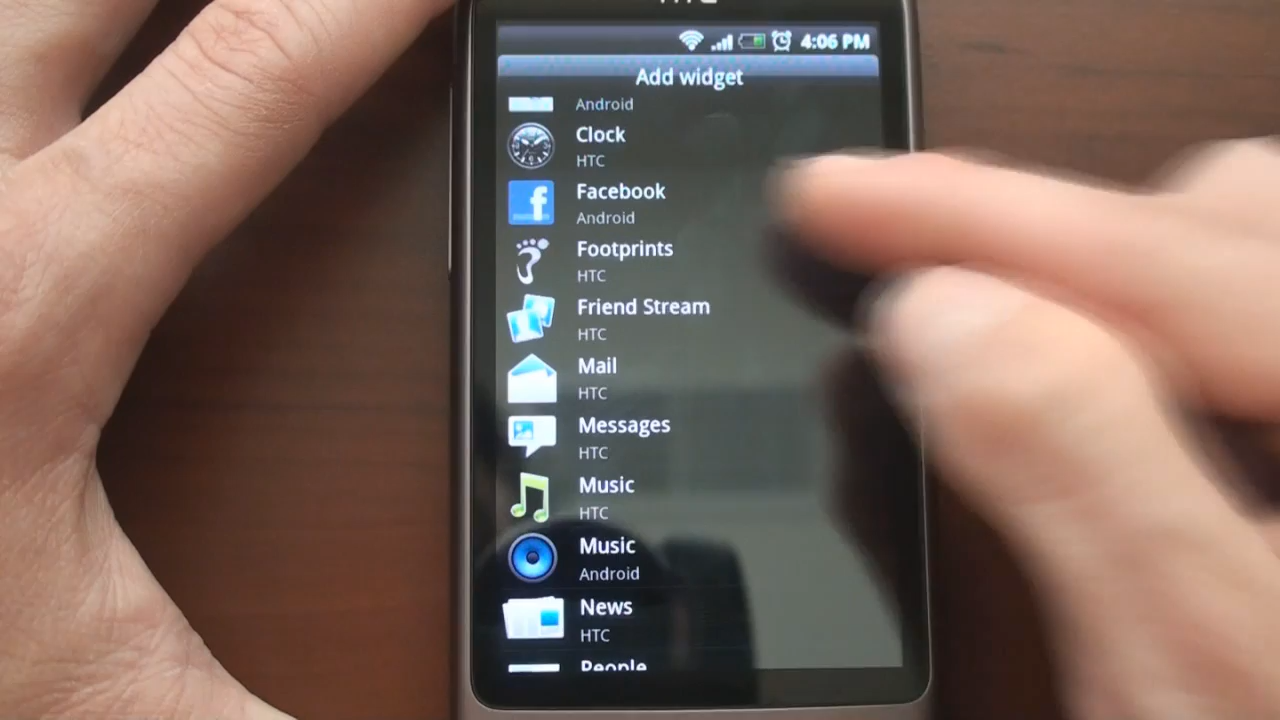 HTC
4:06 PM
Add widget
Android
Clock
HTC
Facebook
Android
Footprints
HTC
Friend Stream
HTC
Mail
HTC
Messages
HTC
Music
HTC
Music
Android
News
HTC
People